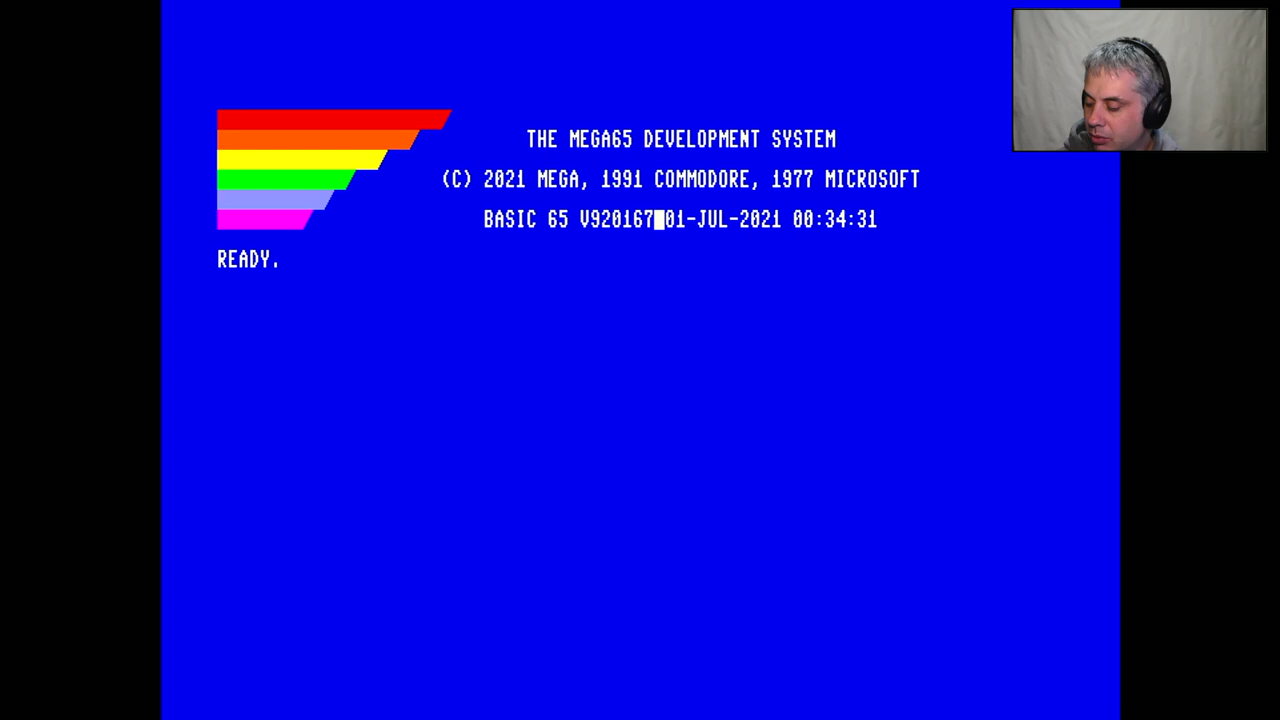 THE MEGA65 DEVELOPMENT SYSTEM
(C) 2021 MEGA, 1991 COMMODORE, 1977 MICROSOFT
BASIC 65 V920167 01-JUL-2021 00:34:31
READY.